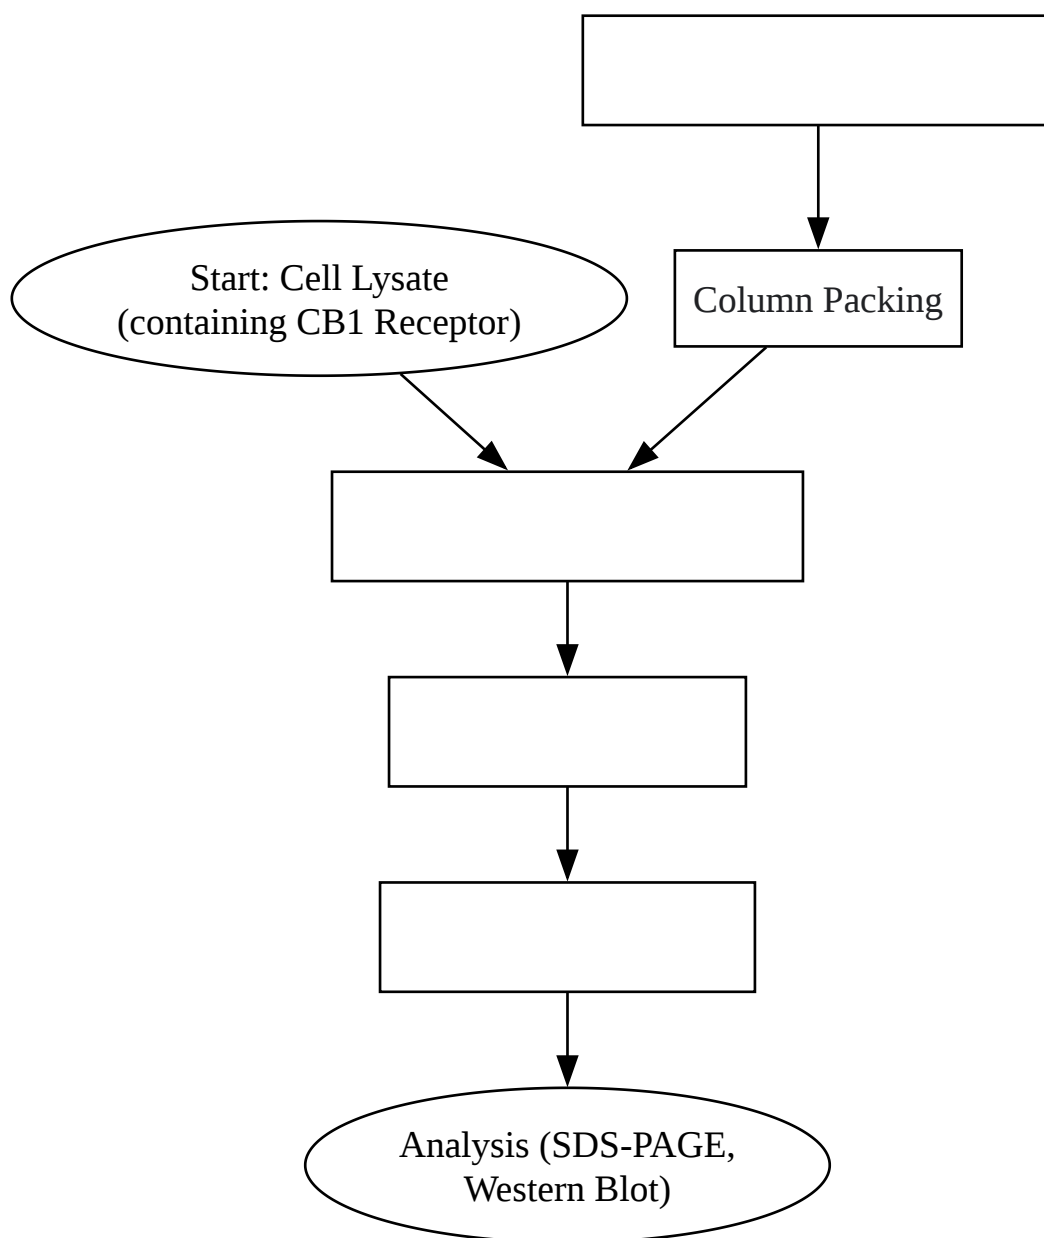 Start: Cell Lysate
(containing CB1 Receptor)
Column Packing
Analysis (SDS-PAGE,
Western Blot)